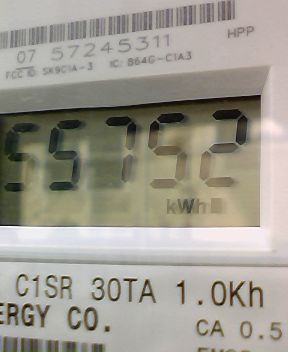 07 57245311
HPP
FCC ID: SK9C1A-3 IC: 864G-C1A3
55752
kWh
C1SR 30TA 1.0Kh
ERGY CO.
CA 0.5